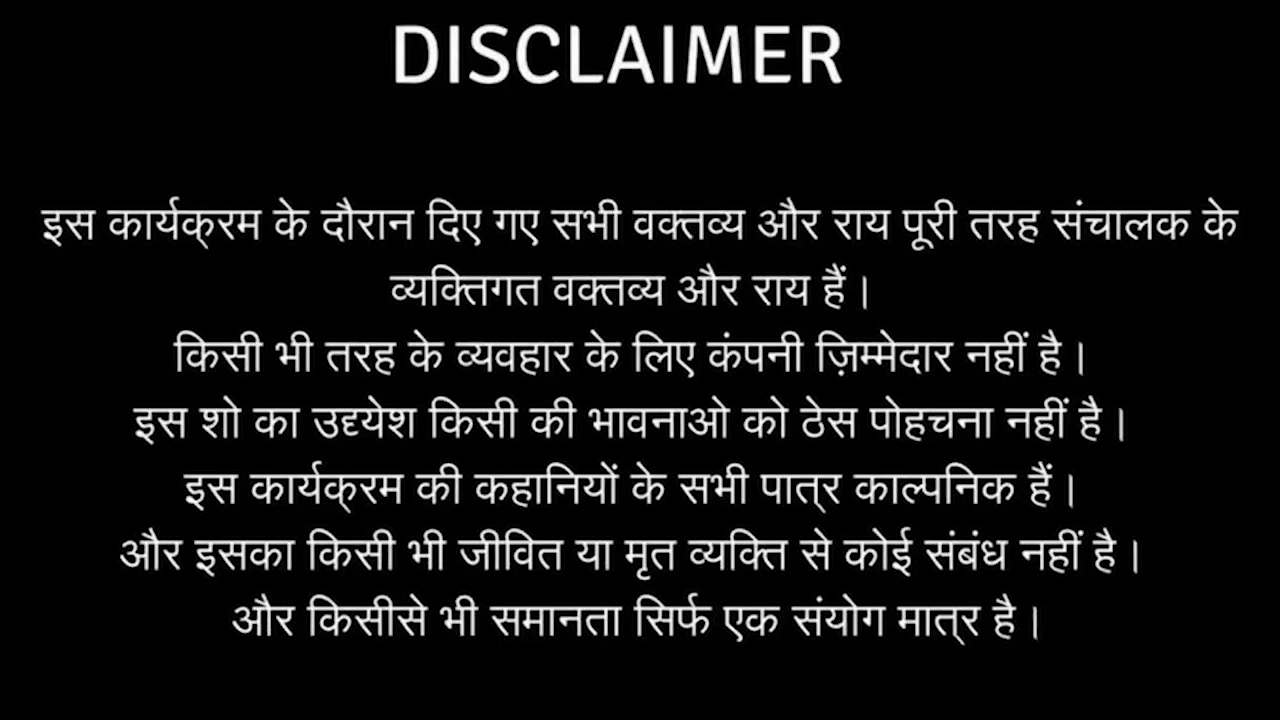 DISCLAIMER
इस कार्यक्रम के दौरान दिए गए सभी वक्तव्य और राय पूरी तरह संचालक के
व्यक्तिगत वक्तव्य और राय हैं।
किसी भी तरह के व्यवहार के लिए कंपनी ज़िम्मेदार नहीं है।
इस शो का उद्दयेश किसी की भावनाओ को ठेस पोहचना नहीं है।
इस कार्यक्रम की कहानियों के सभी पात्र काल्पनिक हैं।
और इसका किसी भी जीवित या मृत व्यक्ति से कोई संबंध नहीं है।
और किसीसे भी समानता सिर्फ एक संयोग मात्र है।